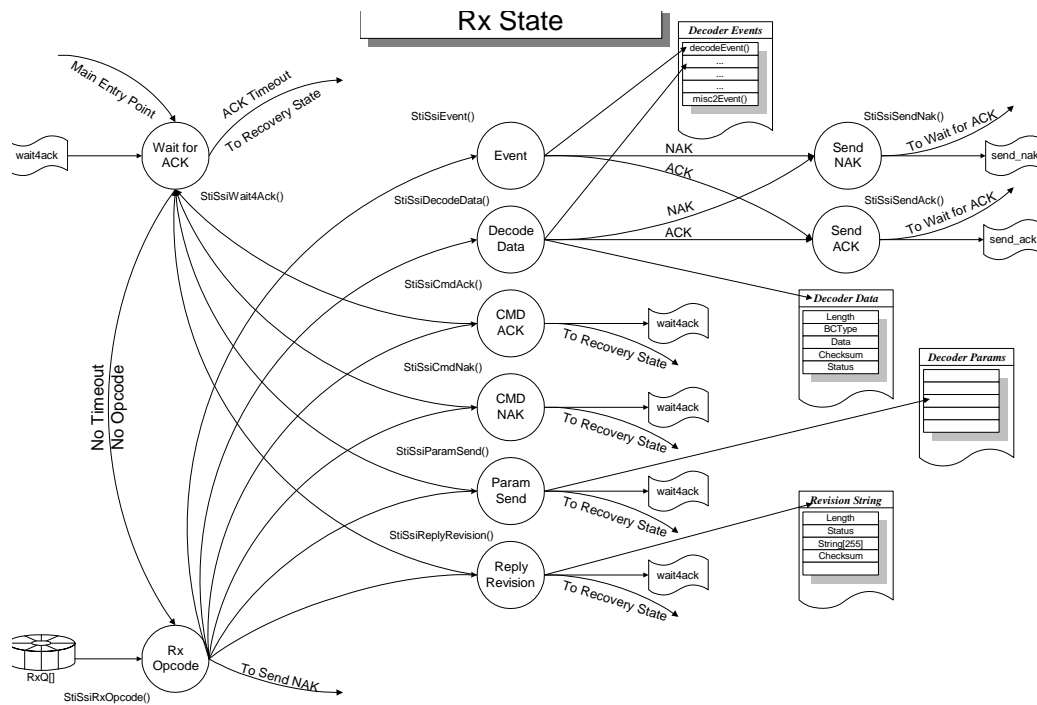 Rx State
Decoder Events
decodeEvent()
...
...
...
misc2Event()
Main Entry Point
ACK Timeout
To Recovery State
wait4ack
Wait for
ACK
StiSsiWait4Ack()
StiSsiEvent()
Event
NAK
ACK
StiSsiSendNak()
Send
NAK
To Wait for ACK
send_nak
StiSsiDecodeData()
Decode
Data
NAK
ACK
StiSsiSendAck()
Send
ACK
To Wait for ACK
send_ack
StiSsiCmdAck()
CMD
ACK
wait4ack
To Recovery State
Decoder Data
Length
BCType
Data
Checksum
Status
Decoder Params
No Timeout
No Opcode
StiSsiCmdNak()
CMD
NAK
wait4ack
To Recovery State
StiSsiParamSend()
Param
Send
wait4ack
To Recovery State
Revision String
Length
Status
String[255]
Checksum
StiSsiReplyRevision()
Reply
Revision
wait4ack
To Recovery State
RxQ[]
Rx
Opcode
To Send NAK
StiSsiRxOpcode()